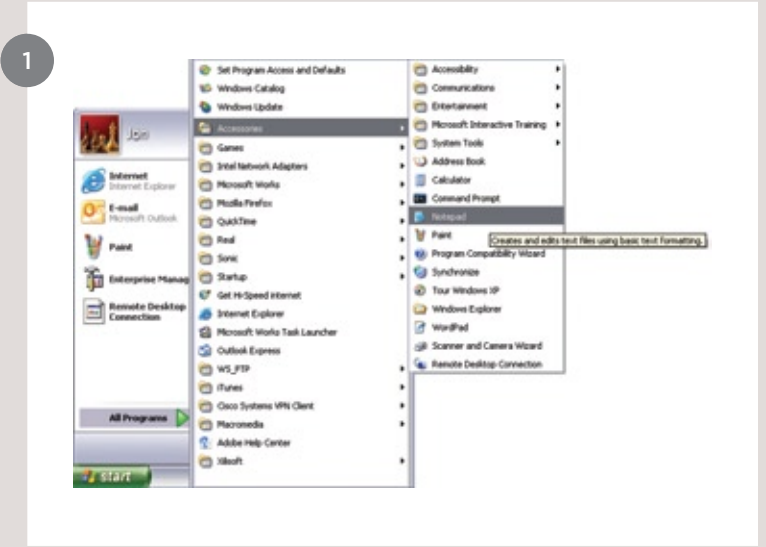 1
Jon
Internet
Internet Explorer
E-mail
Microsoft Outlook
Paint
Enterprise Manag
Remote Desktop
Connection
All Programs
start
Set Program Access and Defaults
Windows Catalog
Windows Update
Accessories
Games
Intel Network Adapters
Microsoft Works
Mozilla Firefox
QuickTime
Real
Sonic
Startup
Get Hi-Speed Internet
Internet Explorer
Microsoft Works Task Launcher
Outlook Express
WS_FTP
iTunes
Cisco Systems VPN Client
Macromedia
Adobe Help Center
Xilisoft
Accessibility
Communications
Entertainment
Microsoft Interactive Training
System Tools
Address Book
Calculator
Command Prompt
Notepad
Paint
Creates and edits text files using basic text formatting.
Program Compatibility Wizard
Synchronize
Tour Windows XP
Windows Explorer
WordPad
Scanner and Camera Wizard
Remote Desktop Connection